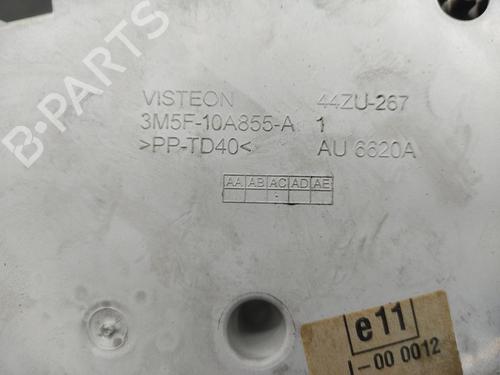 B-PARTS
VISTEON 44ZU-267
3M5F-10A855-A 1
>PP-TD40< AU 6620A
AA AB AC AD AE
e11
I-00 0012
B-PARTS